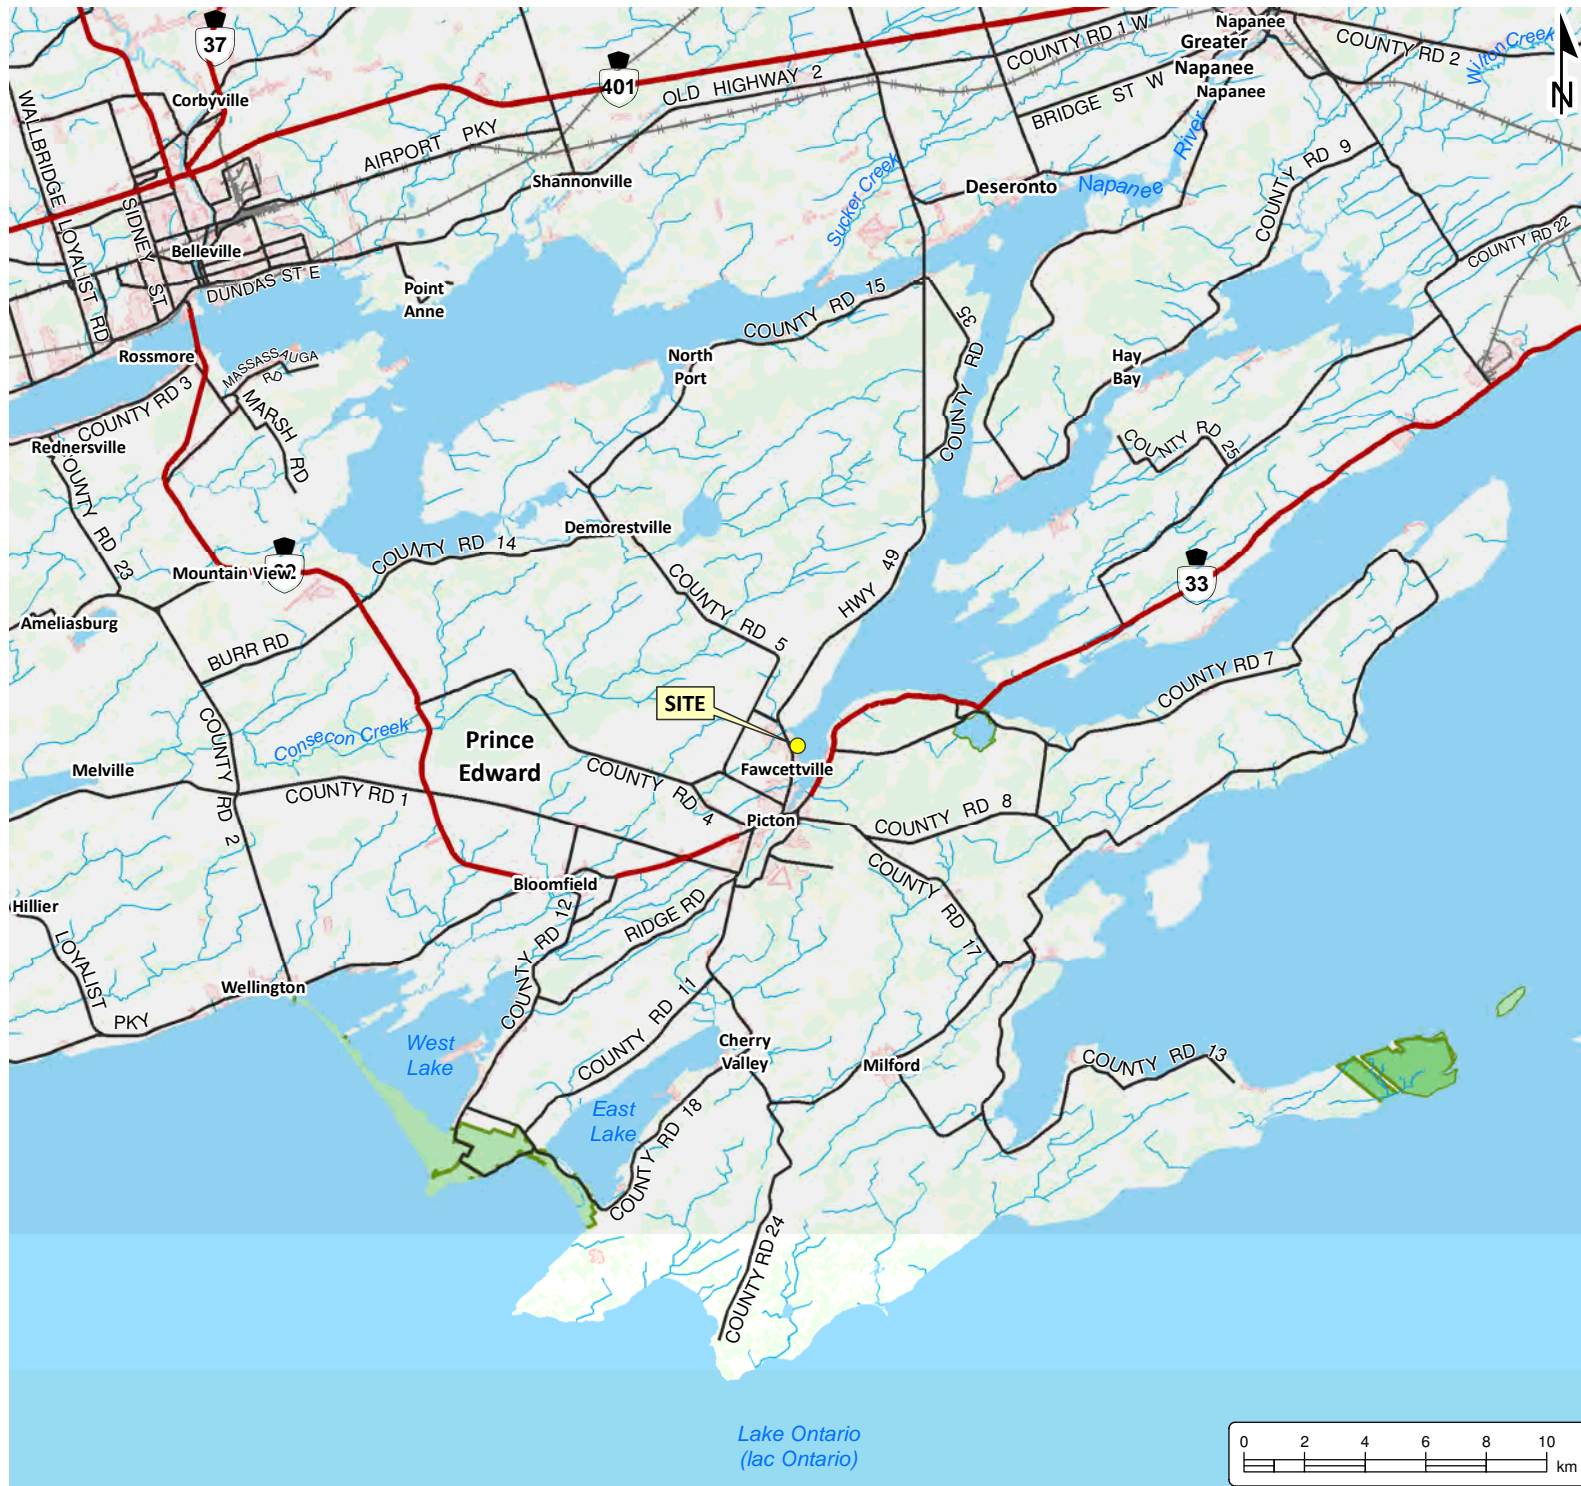 37
401
Corbyville
OLD HIGHWAY 2
COUNTY RD 1 W
Napanee
Greater
Napanee
Napanee
COUNTY RD 2
Wilton Creek
N
BRIDGE ST W
River
Napanee
AIRPORT PKY
Shannonville
Sucker Creek
Deseronto
COUNTY RD 9
COUNTY RD 22
WALLBRIDGE LOYALIST RD
SIDNEY ST
Belleville
DUNDAS ST E
Point
Anne
COUNTY RD 15
COUNTY RD 35
North
Port
Hay
Bay
Rossmore
MASSASSAUGA
RD
MARSH RD
COUNTY RD 3
Rednersville
OUNTY RD 23
COUNTY RD 25
Demorestville
COUNTY RD 14
Mountain View
HWY 49
33
COUNTY RD 5
Ameliasburg
BURR RD
COUNTY RD 7
SITE
Consecon Creek
Prince
Edward
COUNTY RD 2
Melville
COUNTY RD 1
COUNTY RD 4
Fawcettville
Picton
COUNTY RD 8
COUNTY RD 17
Bloomfield
Hillier
LOYALIST
PKY
COUNTY RD 12
RIDGE RD
Wellington
COUNTY RD 11
West
Lake
Cherry
Valley
Milford
COUNTY RD 13
East
Lake
COUNTY RD 18
COUNTY RD 24
Lake Ontario
(lac Ontario)
0 2 4 6 8 10
km